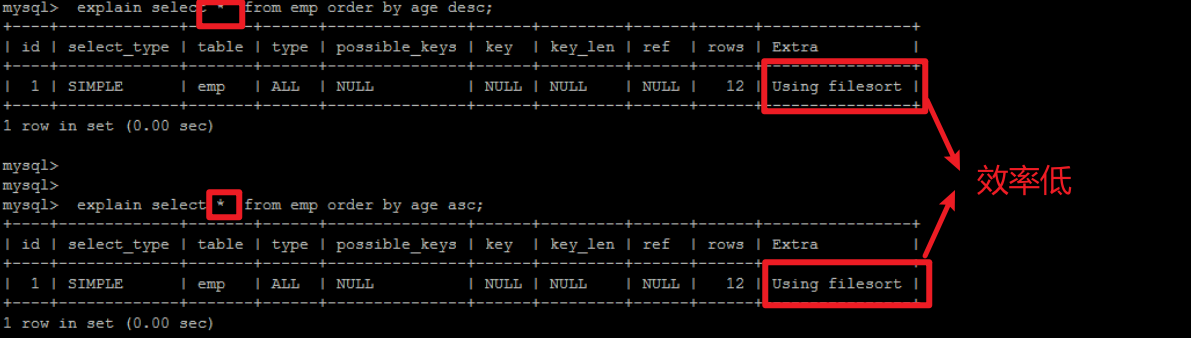 mysql>  explain select * from emp order by age desc;
+----+-------------+-------+------+---------------+------+---------+------+------+----------------+
| id | select_type | table | type | possible_keys | key  | key_len | ref  | rows | Extra          |
+----+-------------+-------+------+---------------+------+---------+------+------+----------------+
|  1 | SIMPLE      | emp   | ALL  | NULL          | NULL | NULL    | NULL |   12 | Using filesort |
+----+-------------+-------+------+---------------+------+---------+------+------+----------------+
1 row in set (0.00 sec)
mysql>
效率低
mysql>
mysql>  explain select * from emp order by age asc;
+----+-------------+-------+------+---------------+------+---------+------+------+----------------+
| id | select_type | table | type | possible_keys | key  | key_len | ref  | rows | Extra          |
+----+-------------+-------+------+---------------+------+---------+------+------+----------------+
|  1 | SIMPLE      | emp   | ALL  | NULL          | NULL | NULL    | NULL |   12 | Using filesort |
+----+-------------+-------+------+---------------+------+---------+------+------+----------------+
1 row in set (0.00 sec)